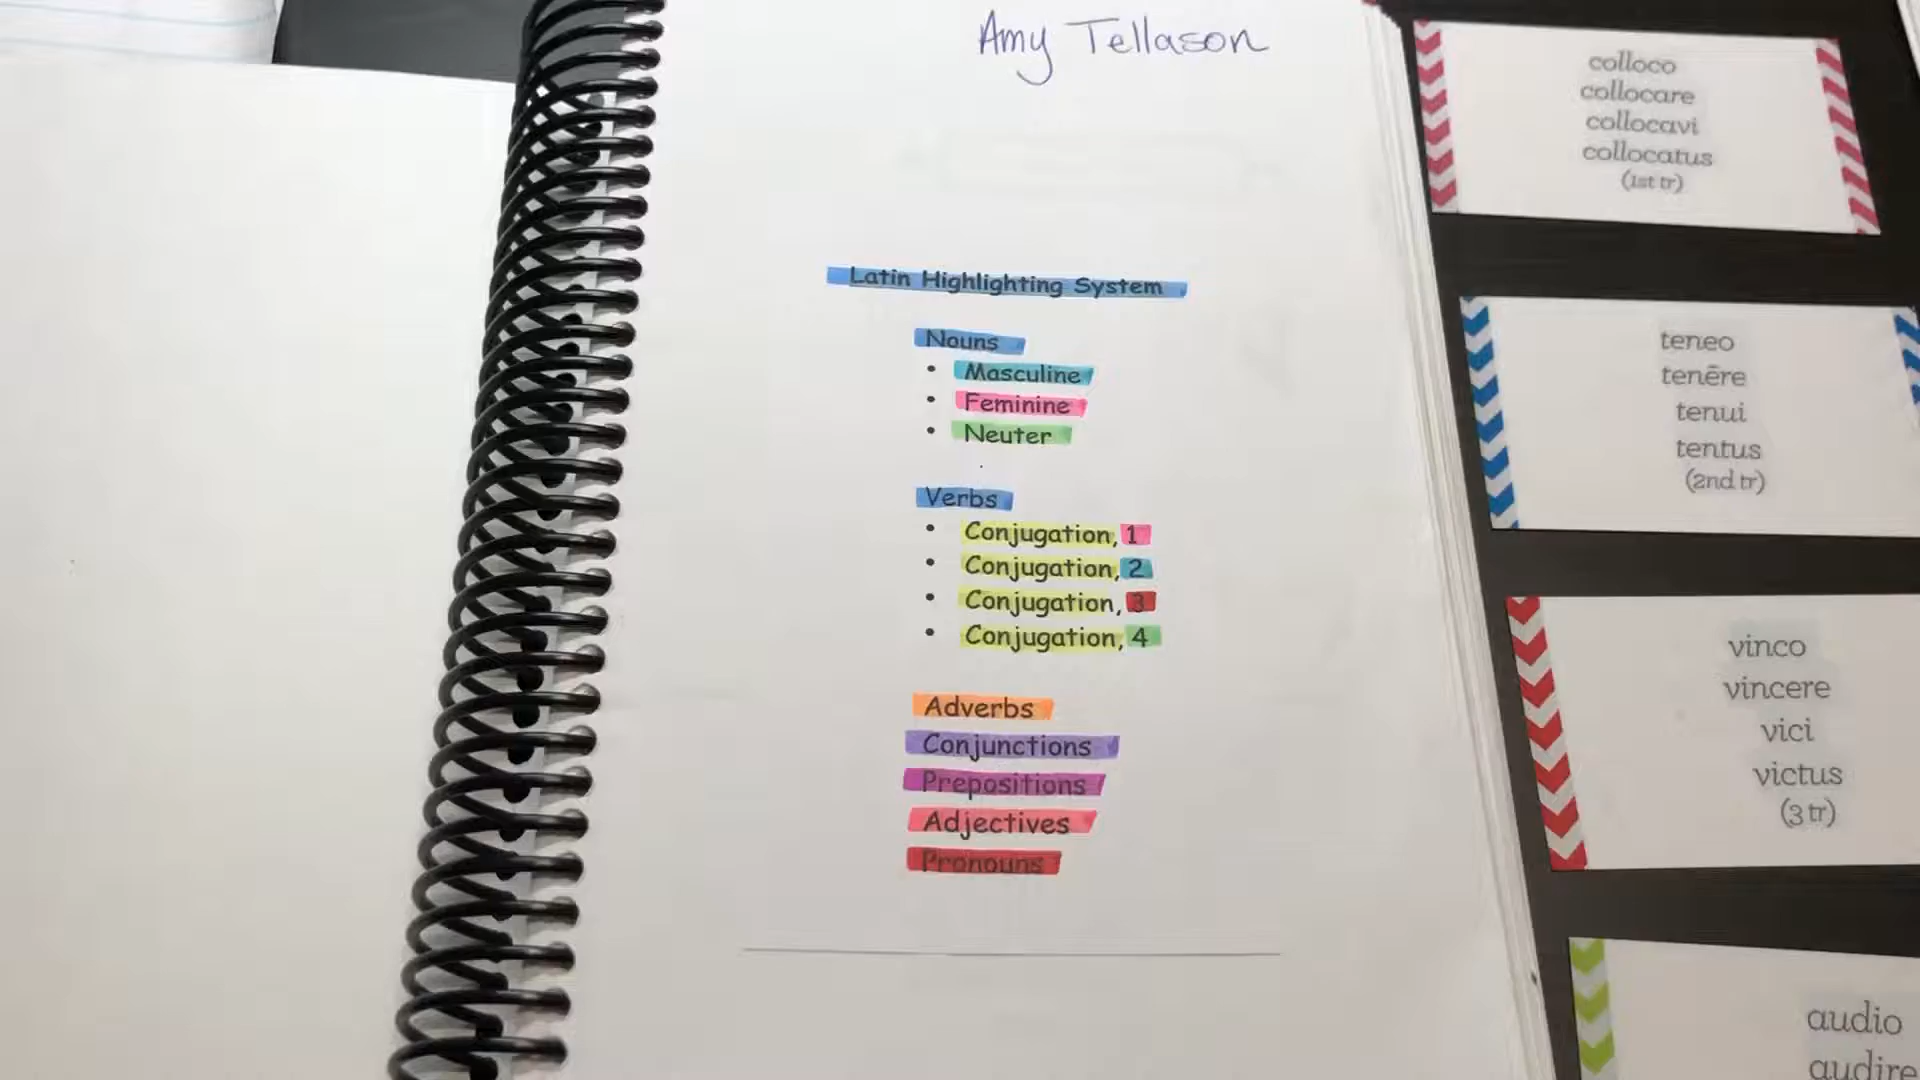 Amy Tellason
Latin Highlighting System
Nouns
• Masculine
• Feminine
• Neuter
Verbs
• Conjugation, 1
• Conjugation, 2
• Conjugation, 3
• Conjugation, 4
Adverbs
Conjunctions
Prepositions
Adjectives
Pronouns
colloco
collocare
collocavi
collocatus
(1st tr)
teneo
tenēre
tenui
tentus
(2nd tr)
vinco
vincere
vici
victus
(3 tr)
audio
audire